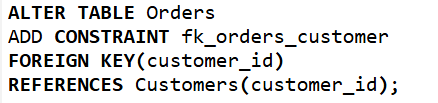 ALTER TABLE Orders
ADD CONSTRAINT fk_orders_customer
FOREIGN KEY(customer_id)
REFERENCES Customers(customer_id);